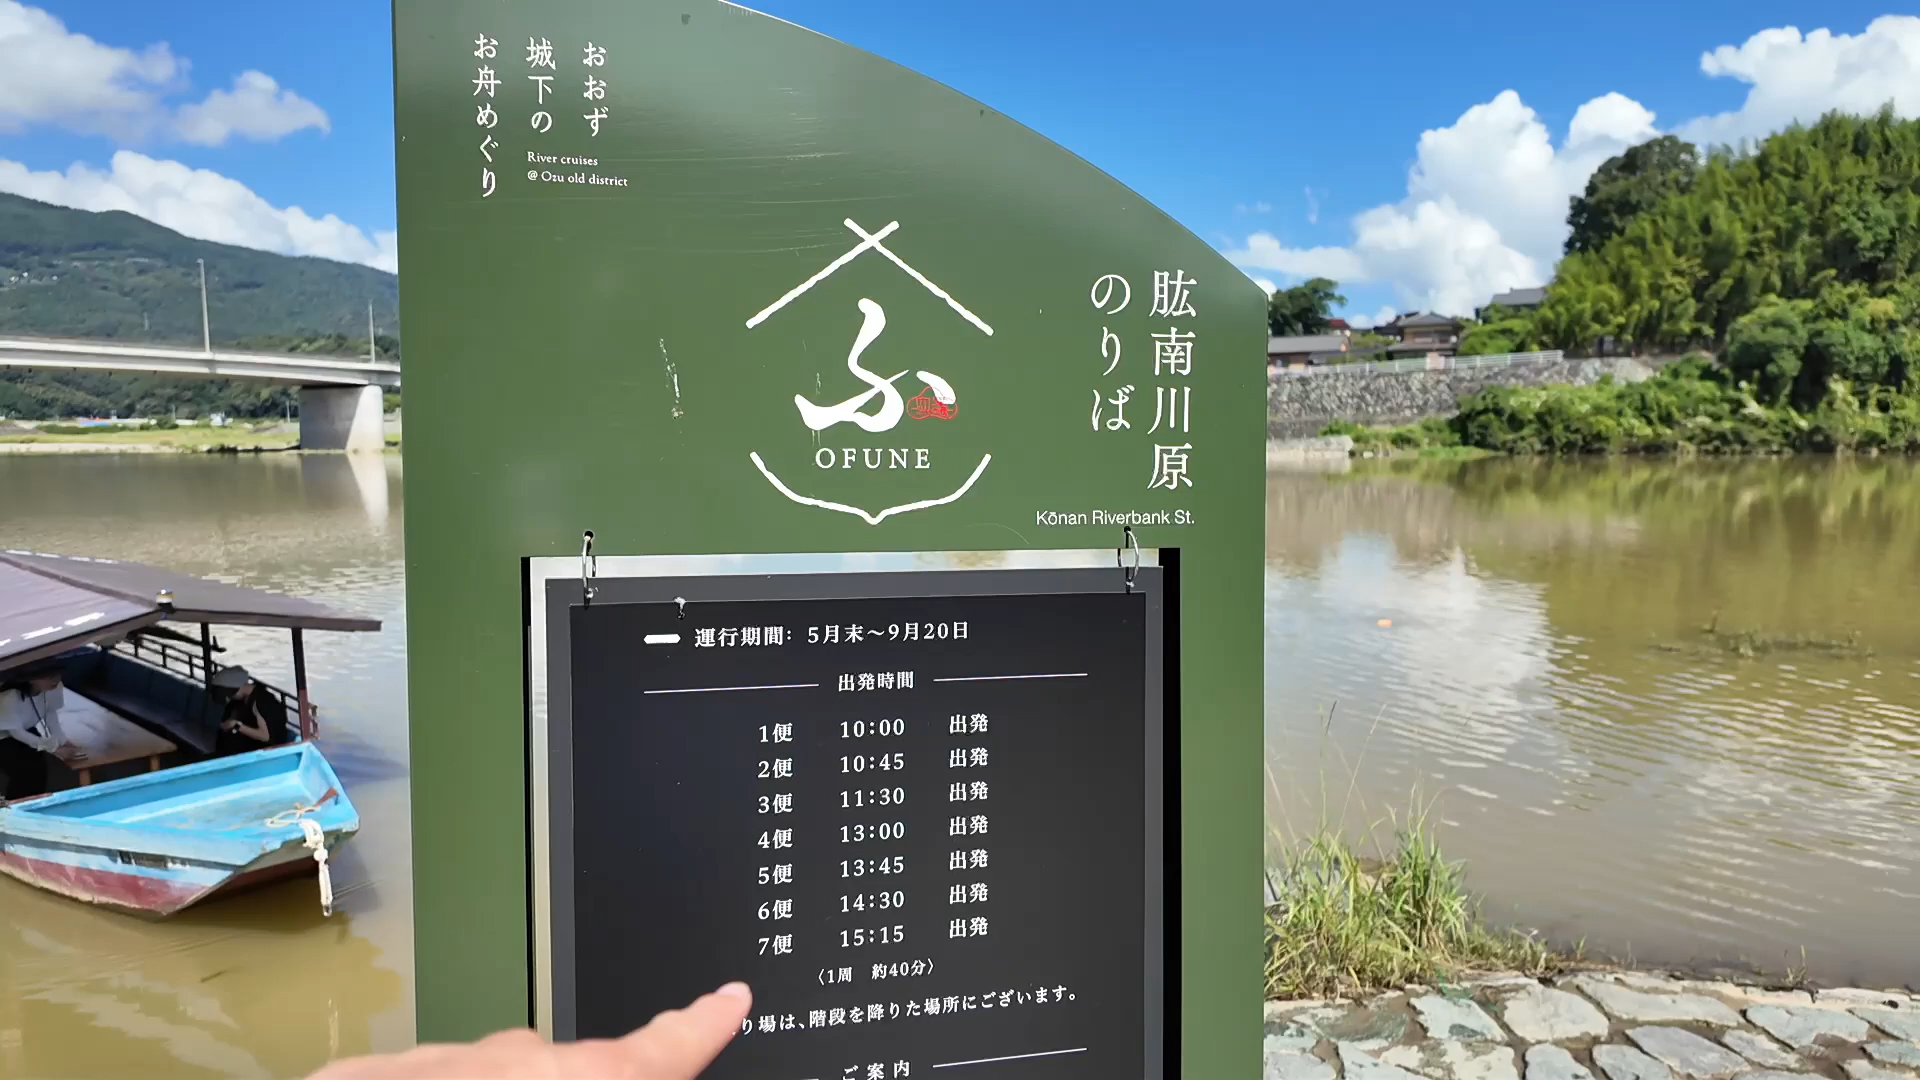 おおず
城下の
お舟めぐり
River cruises
@ Ozu old district
ふ
OFUNE
肱南川原
のりば
Kōnan Riverbank St.
運行期間：5月末～9月20日
出発時間
1便 10:00 出発
2便 10:45 出発
3便 11:30 出発
4便 13:00 出発
5便 13:45 出発
6便 14:30 出発
7便 15:15 出発
〈1周 約40分〉
り場は、階段を降りた場所にございます。
ご案内